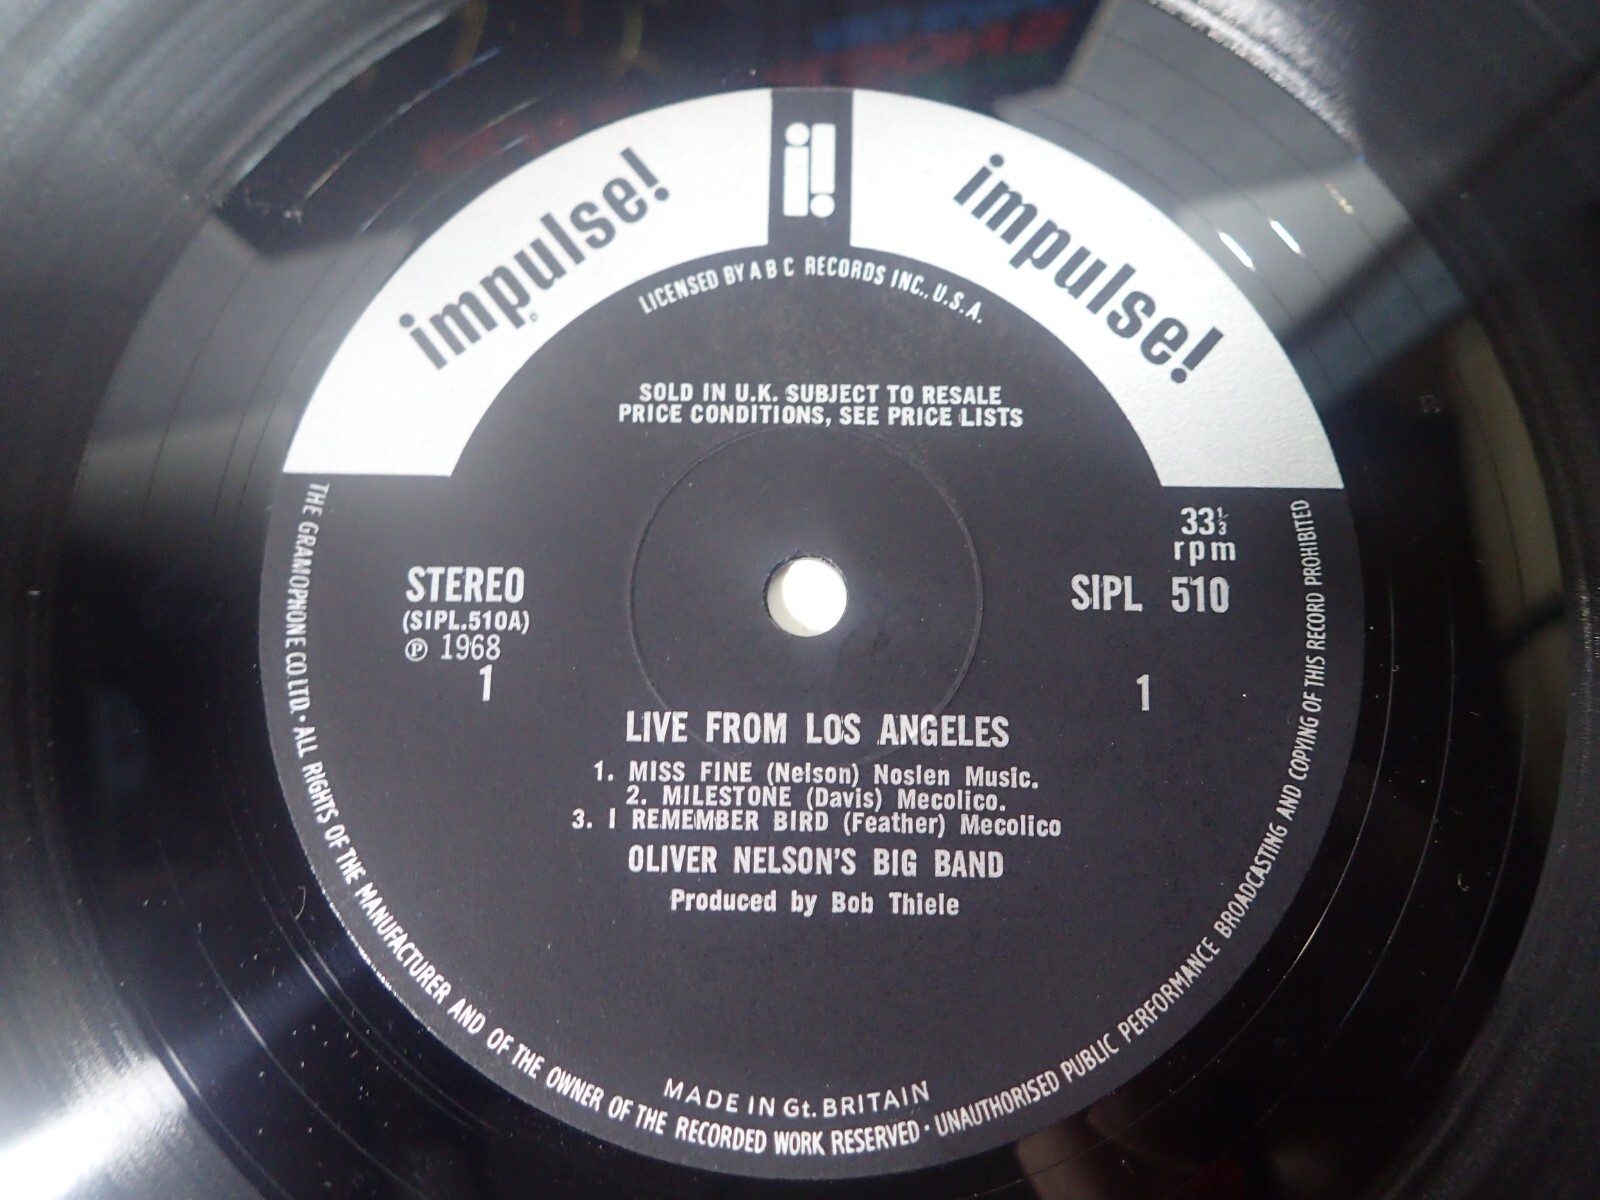 impulse!
i!
impulse!
LICENSED BY A B C RECORDS INC., U.S.A.
SOLD IN U.K. SUBJECT TO RESALE
PRICE CONDITIONS, SEE PRICE LISTS
33⅓
rpm
STEREO
SIPL 510
(SIPL.510A)
℗ 1968
1
1
LIVE FROM LOS ANGELES
1. MISS FINE (Nelson) Noslen Music.
2. MILESTONE (Davis) Mecolico.
3. I REMEMBER BIRD (Feather) Mecolico
OLIVER NELSON'S BIG BAND
Produced by Bob Thiele
MADE IN Gt. BRITAIN
THE GRAMOPHONE CO. LTD. · ALL RIGHTS OF THE MANUFACTURER AND OF THE OWNER OF THE RECORDED WORK RESERVED · UNAUTHORISED PUBLIC PERFORMANCE BROADCASTING AND COPYING OF THIS RECORD PROHIBITED